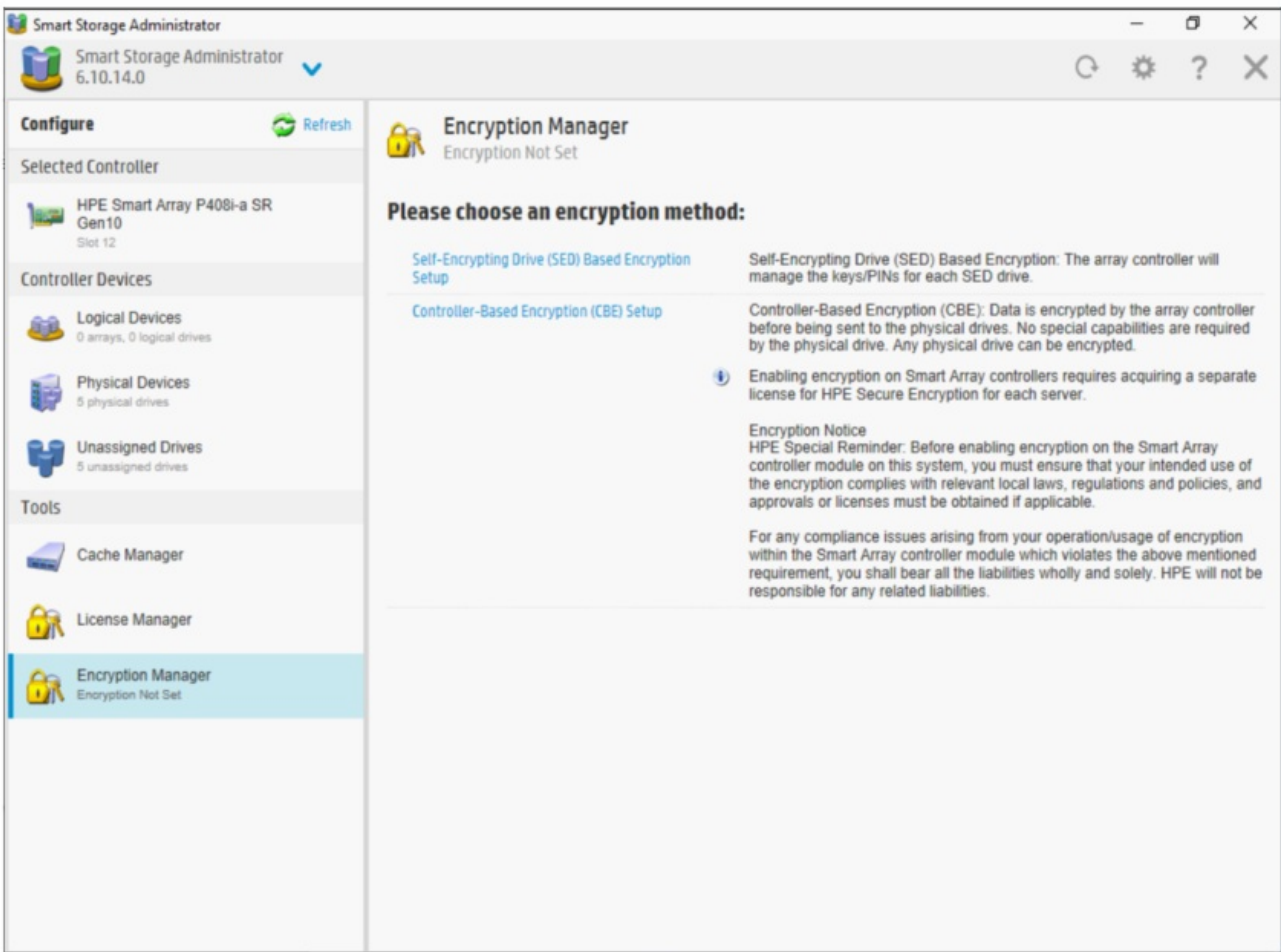 Smart Storage Administrator
Smart Storage Administrator
6.10.14.0
Configure
Refresh
Selected Controller
HPE Smart Array P408i-a SR
Gen10
Slot 12
Controller Devices
Logical Devices
0 arrays, 0 logical drives
Physical Devices
5 physical drives
Unassigned Drives
5 unassigned drives
Tools
Cache Manager
License Manager
Encryption Manager
Encryption Not Set
Encryption Manager
Encryption Not Set
Please choose an encryption method:
Self-Encrypting Drive (SED) Based Encryption
Setup
Self-Encrypting Drive (SED) Based Encryption: The array controller will
manage the keys/PINs for each SED drive.
Controller-Based Encryption (CBE) Setup
Controller-Based Encryption (CBE): Data is encrypted by the array controller
before being sent to the physical drives. No special capabilities are required
by the physical drive. Any physical drive can be encrypted.
Enabling encryption on Smart Array controllers requires acquiring a separate
license for HPE Secure Encryption for each server.
Encryption Notice
HPE Special Reminder: Before enabling encryption on the Smart Array
controller module on this system, you must ensure that your intended use of
the encryption complies with relevant local laws, regulations and policies, and
approvals or licenses must be obtained if applicable.
For any compliance issues arising from your operation/usage of encryption
within the Smart Array controller module which violates the above mentioned
requirement, you shall bear all the liabilities wholly and solely. HPE will not be
responsible for any related liabilities.